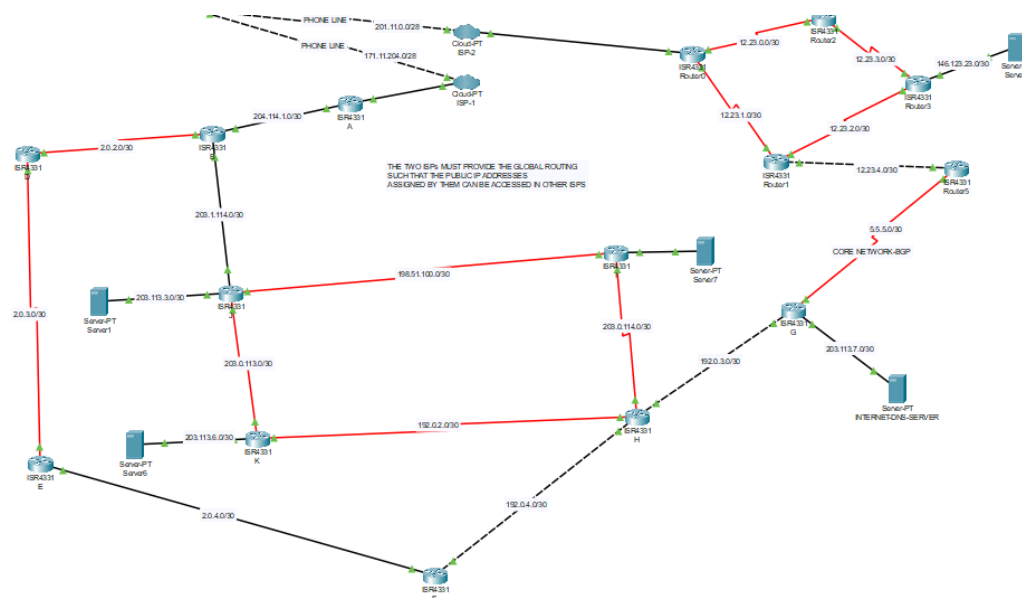 PHONE LINE
201.11.0.0/28
Cloud-PT
ISP-2
PHONE LINE
171.11.204.0/28
Cloud-PT
ISP-1
12.23.0.0/30
ISR4331
Router2
12.23.3.0/30
146.123.23.0/30
Server-PT
ISR4331
Router0
ISR4331
Router3
204.114.1.0/30
ISR4331
A
12.23.1.0/30
12.23.2.0/30
2.0.2.0/30
ISR4331
ISR4331
THE TWO ISPs MUST PROVIDE THE GLOBAL ROUTING
SUCH THAT THE PUBLIC IP ADDRESSES
ASSIGNED BY THEM CAN BE ACCESSED IN OTHER ISPS
ISR4331
Router1
12.23.4.0/30
ISR4331
Router5
203.1.114.0/30
5.5.5.0/30
CORE NETWORK-BGP
198.51.100.0/30
ISR4331
Server-PT
Server7
203.113.3.0/30
ISR4331
J
Server-PT
Server1
2.0.3.0/30
203.0.114.0/30
ISR4331
G
192.0.3.0/30
203.113.7.0/30
203.0.113.0/30
Server-PT
INTERNET-DNS-SERVER
192.0.2.0/30
ISR4331
H
203.113.6.0/30
ISR4331
K
Server-PT
Server6
ISR4331
E
192.0.4.0/30
2.0.4.0/30
ISR4331